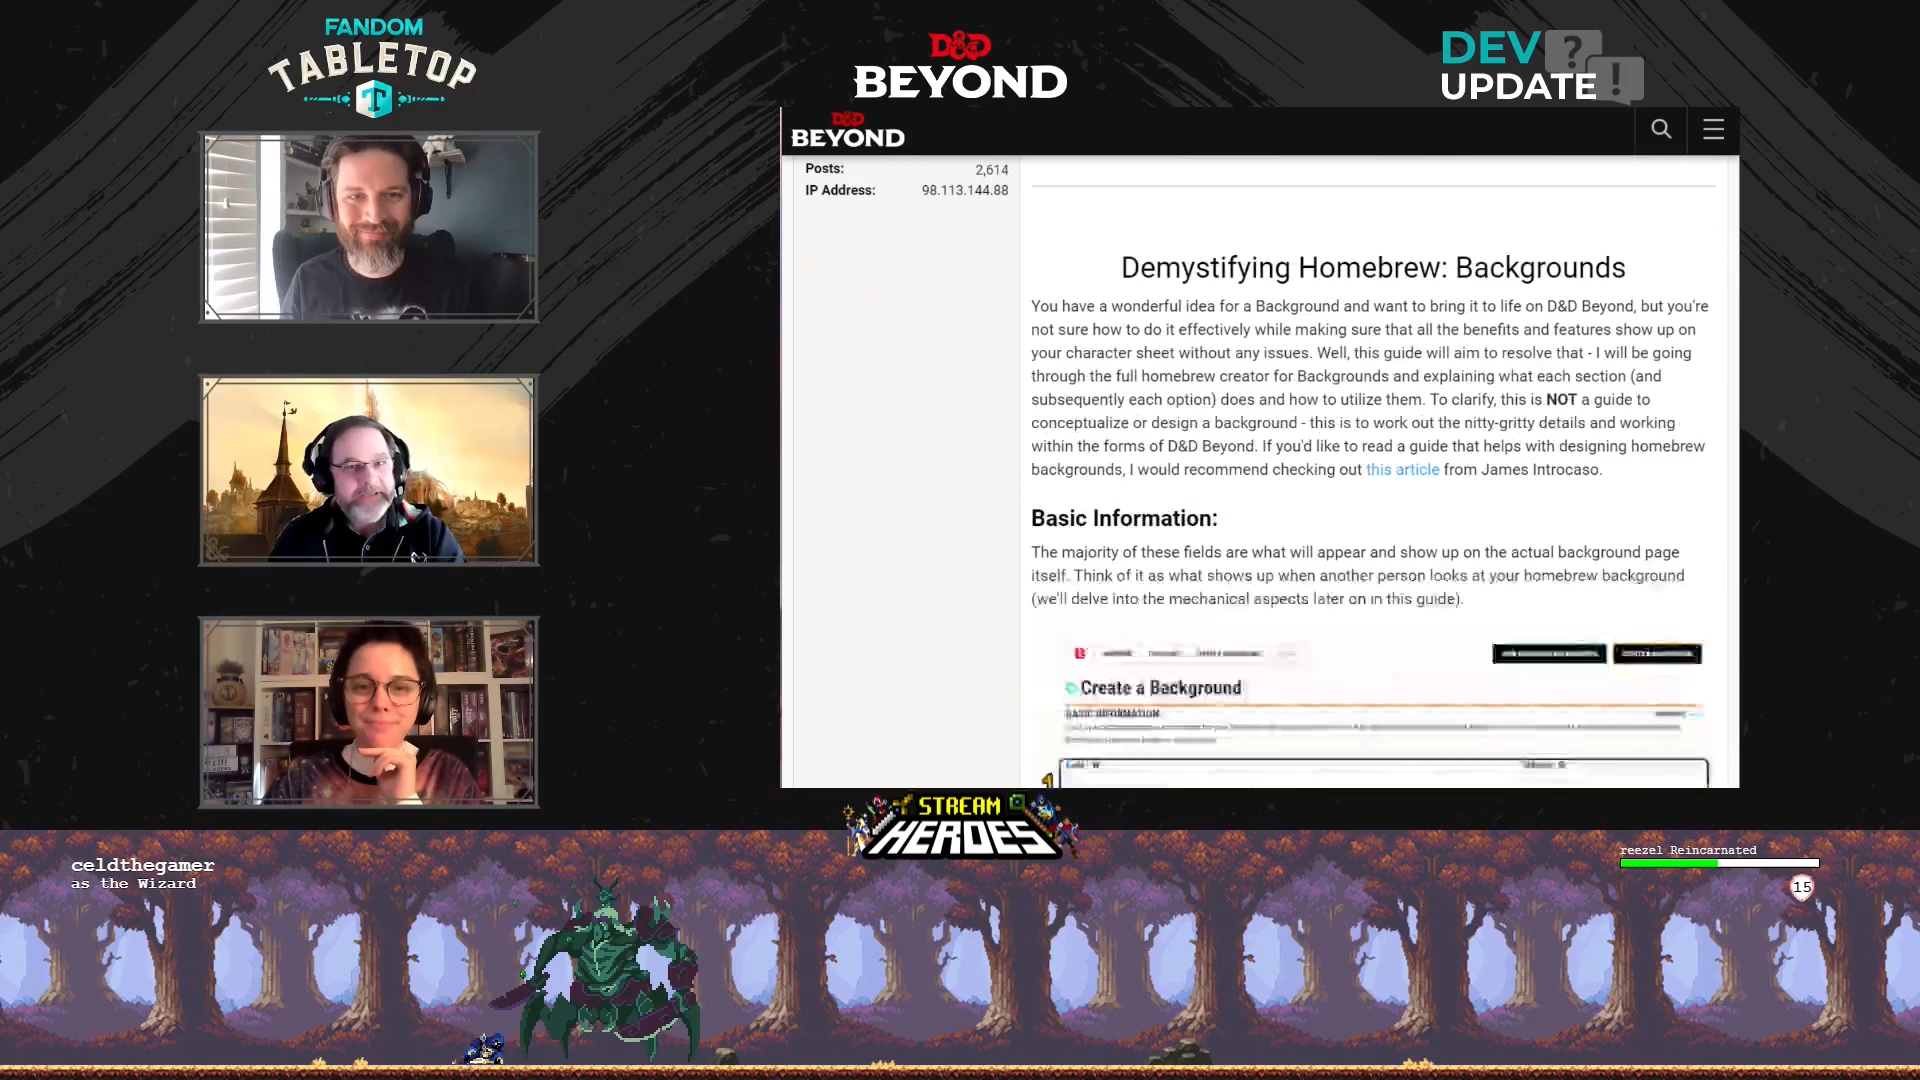 FANDOM
TABLETOP
T
D&D
BEYOND
DEV
UPDATE
?
!
D&D
BEYOND
Posts: 2,614
IP Address: 98.113.144.88
Demystifying Homebrew: Backgrounds
You have a wonderful idea for a Background and want to bring it to life on D&D Beyond, but you're
not sure how to do it effectively while making sure that all the benefits and features show up on
your character sheet without any issues. Well, this guide will aim to resolve that - I will be going
through the full homebrew creator for Backgrounds and explaining what each section (and
subsequently each option) does and how to utilize them. To clarify, this is NOT a guide to
conceptualize or design a background - this is to work out the nitty-gritty details and working
within the forms of D&D Beyond. If you'd like to read a guide that helps with designing homebrew
backgrounds, I would recommend checking out this article from James Introcaso.
Basic Information:
The majority of these fields are what will appear and show up on the actual background page
itself. Think of it as what shows up when another person looks at your homebrew background
(we'll delve into the mechanical aspects later on in this guide).
Create a Background
BASIC INFORMATION
1
STREAM
HEROES
celdthegamer
as the Wizard
reezel Reincarnated
15